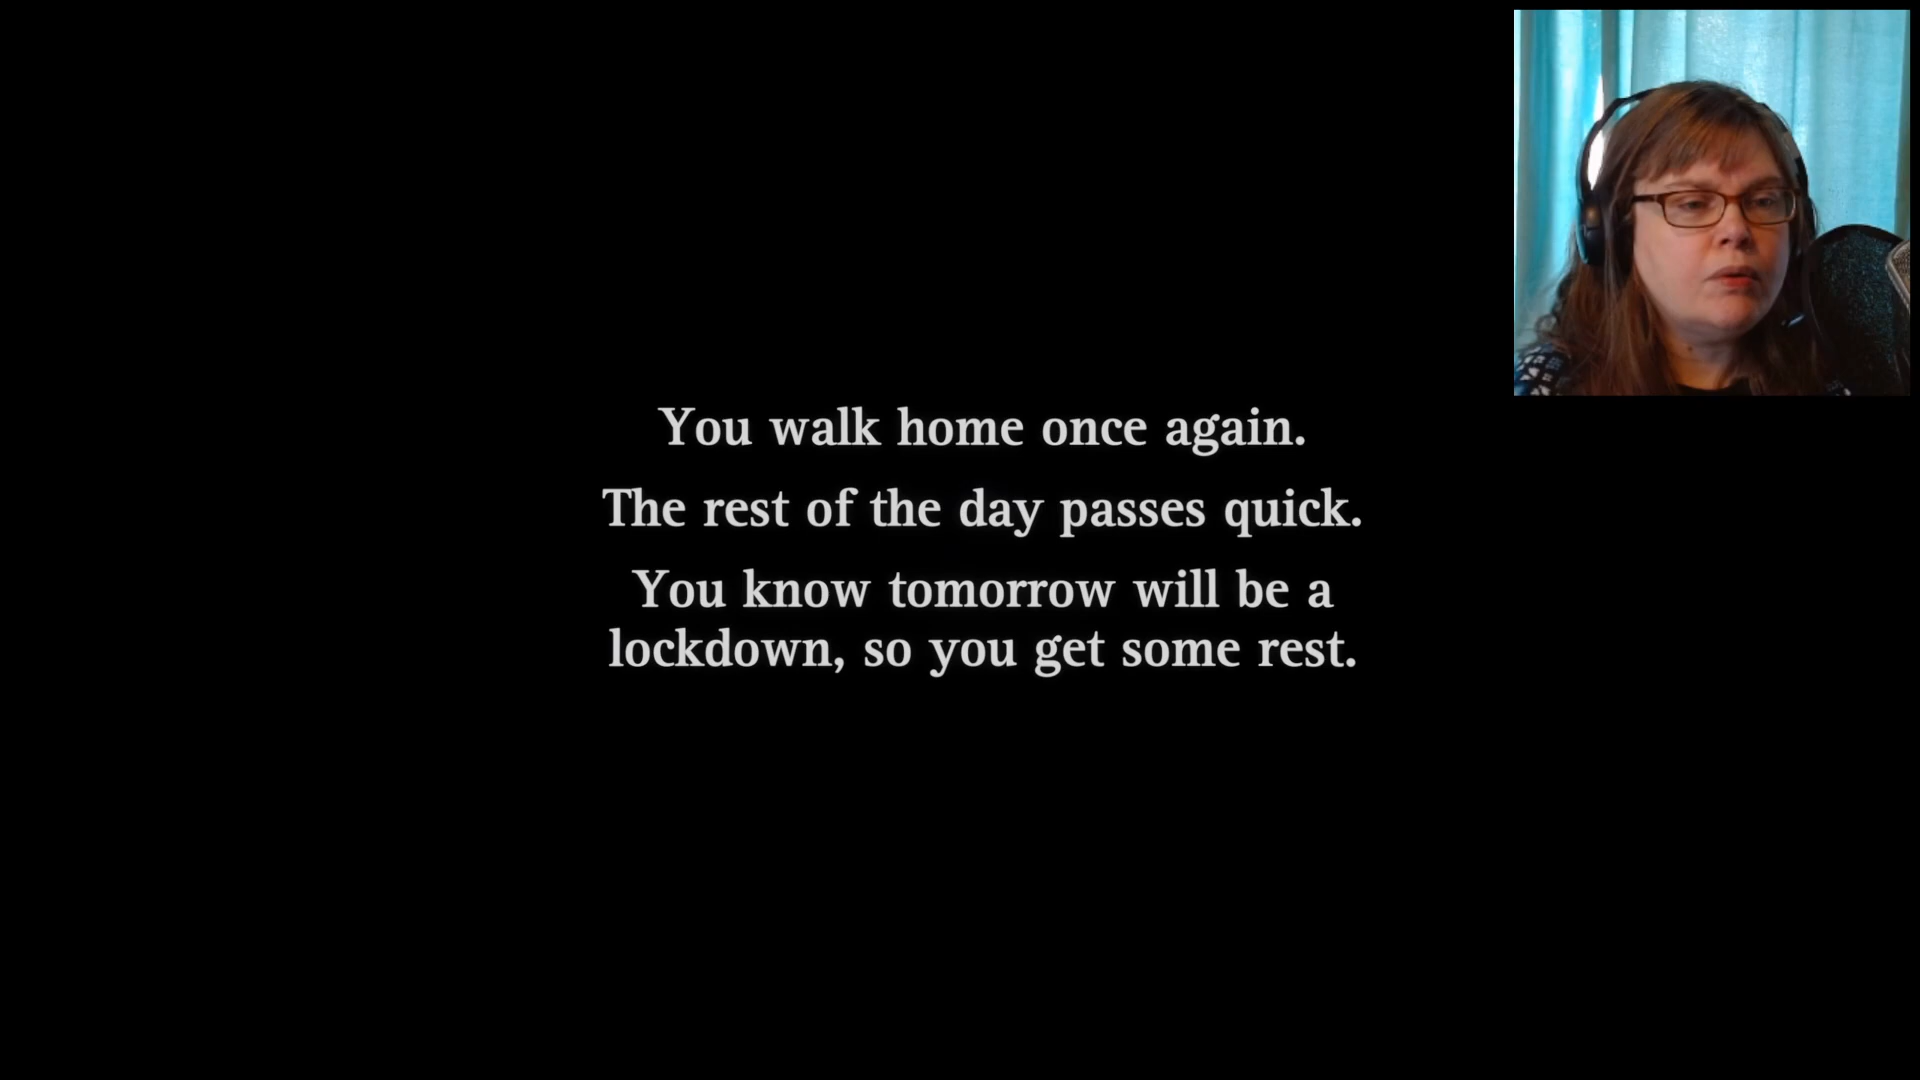 You walk home once again.
The rest of the day passes quick.
You know tomorrow will be a
lockdown, so you get some rest.